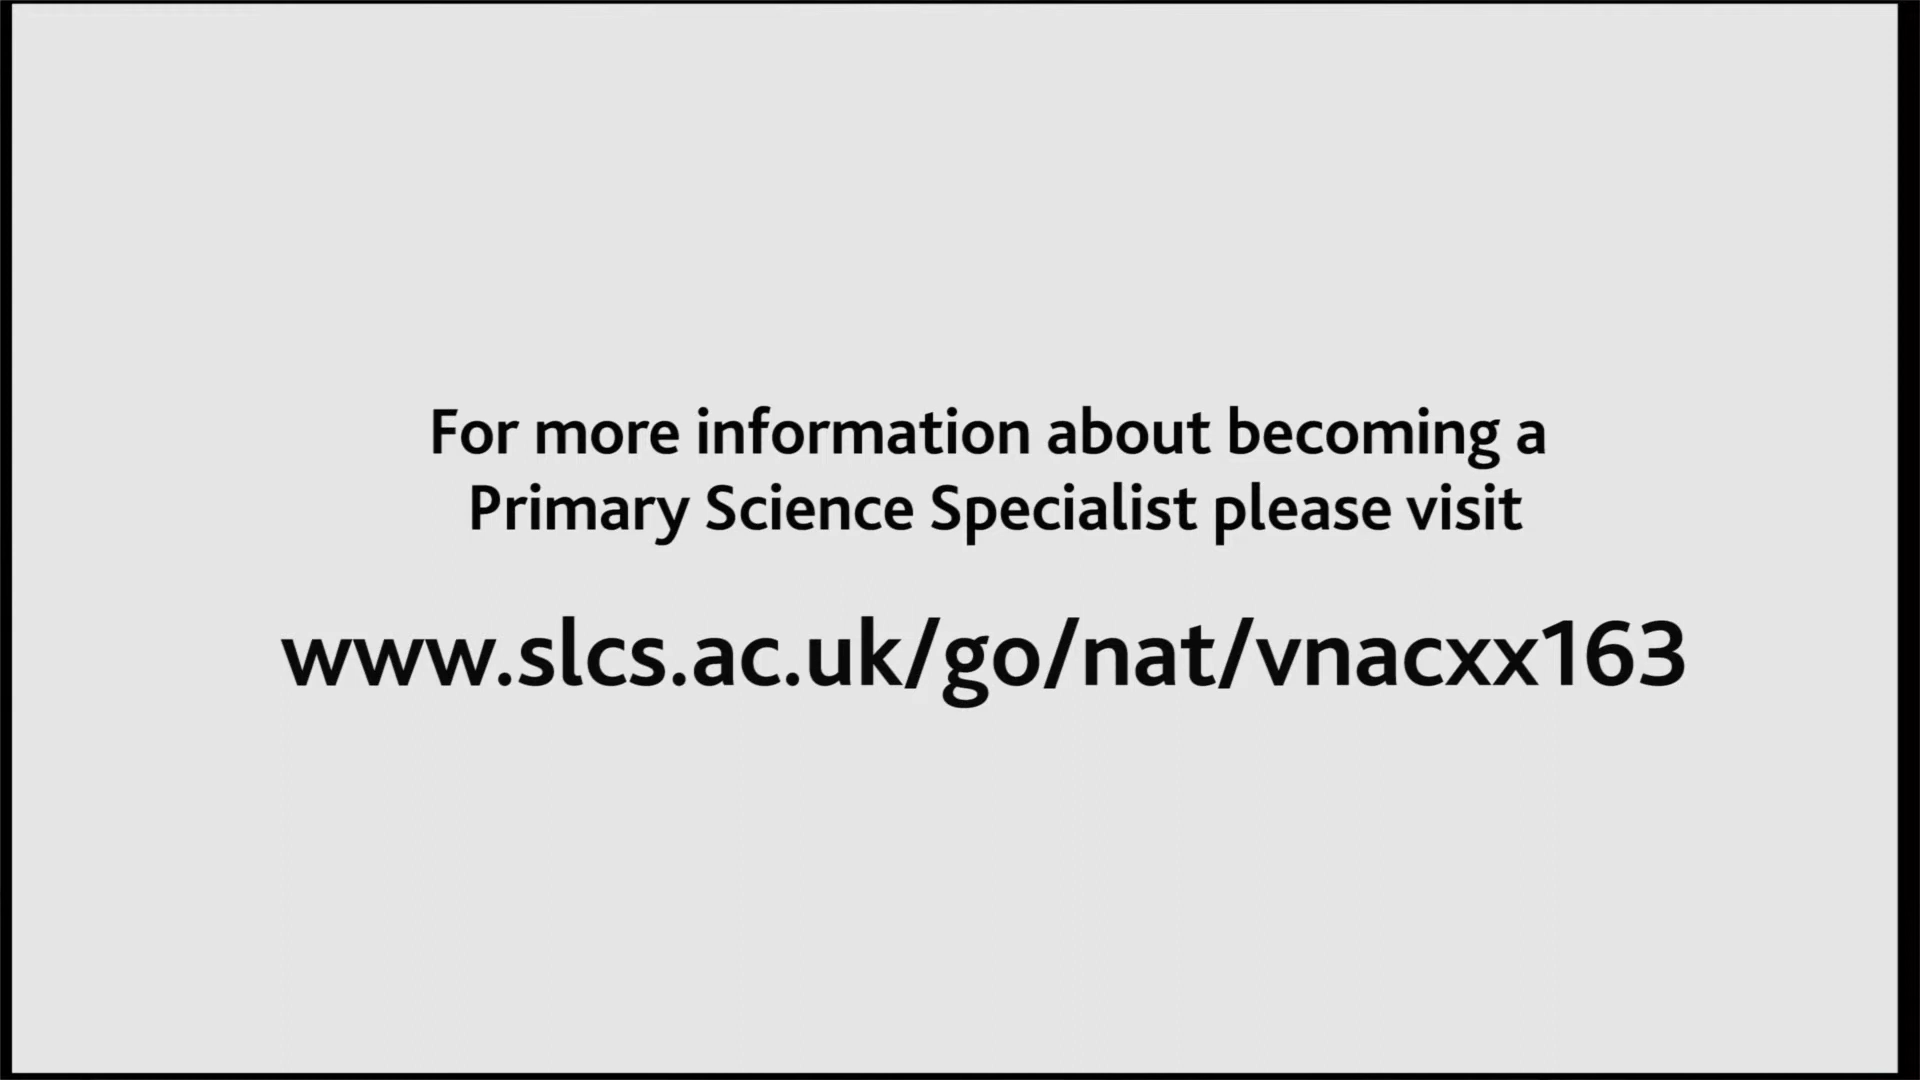 For more information about becoming a
Primary Science Specialist please visit
www.slcs.ac.uk/go/nat/vnacxx163